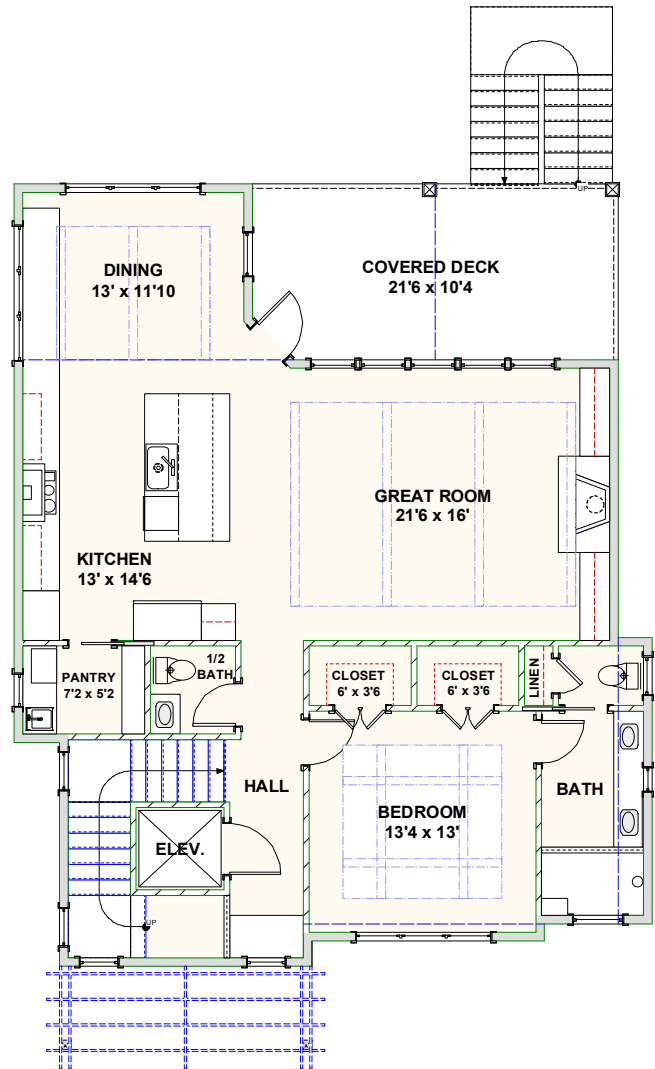 UP
DINING
13' x 11'10
COVERED DECK
21'6 x 10'4
GREAT ROOM
21'6 x 16'
KITCHEN
13' x 14'6
1/2
BATH
PANTRY
7'2 x 5'2
CLOSET
6' x 3'6
CLOSET
6' x 3'6
LINEN
HALL
BATH
BEDROOM
13'4 x 13'
ELEV.
UP